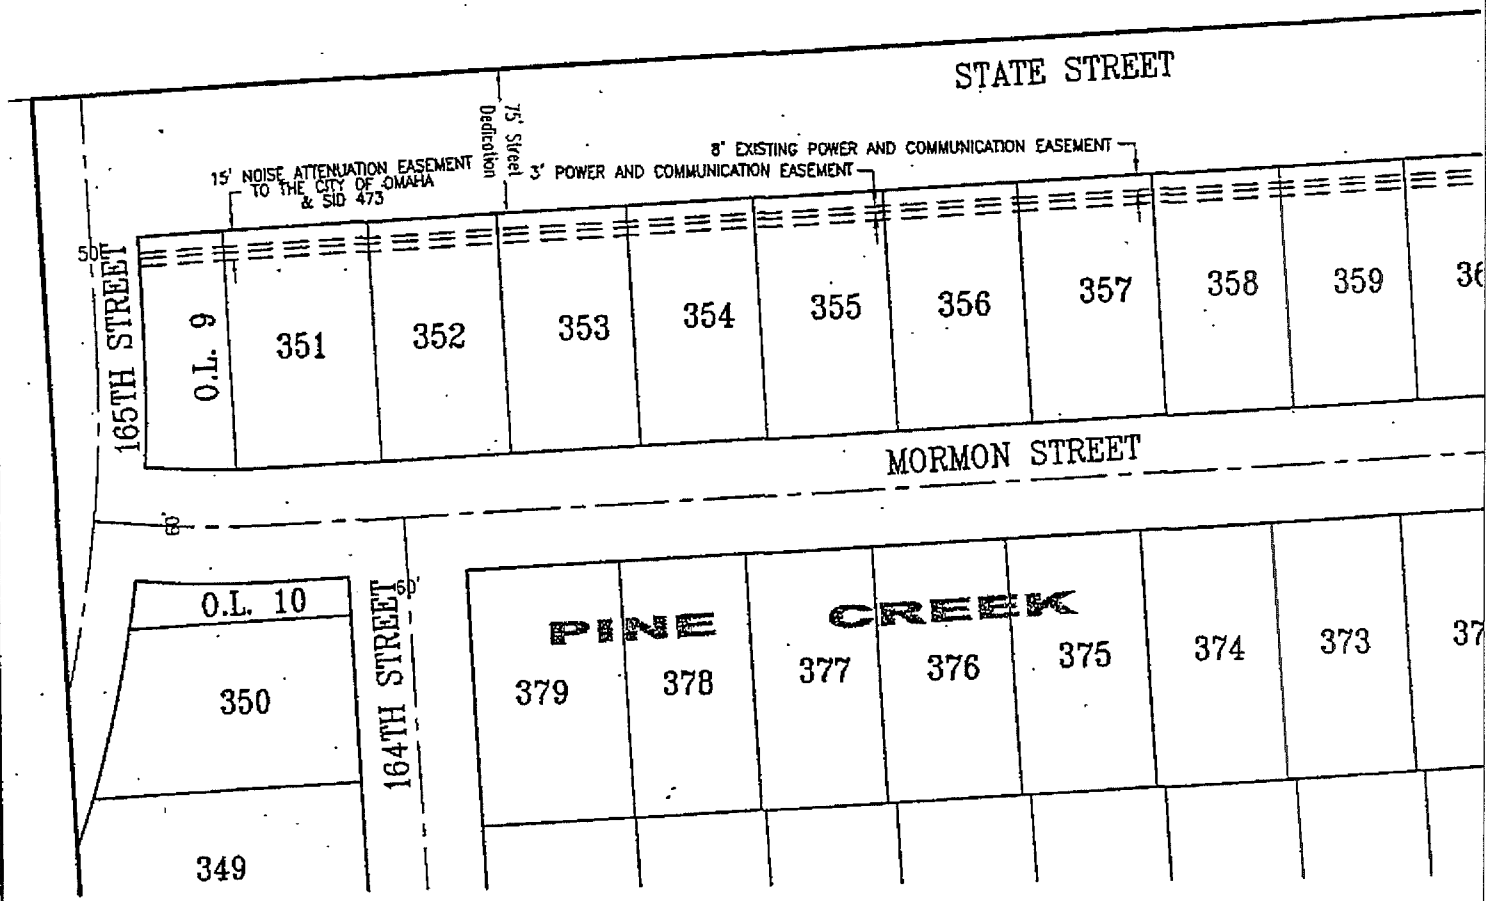 STATE STREET
75' Street
Dedication
15' NOISE ATTENUATION EASEMENT
TO THE CITY OF OMAHA
& SID 473
8' EXISTING POWER AND COMMUNICATION EASEMENT
3' POWER AND COMMUNICATION EASEMENT
50'
165TH STREET
O.L. 9
351
352
353
354
355
356
357
358
359
36
MORMON STREET
60'
O.L. 10
164TH STREET
60'
PINE CREEK
350
379
378
377
376
375
374
373
37
349